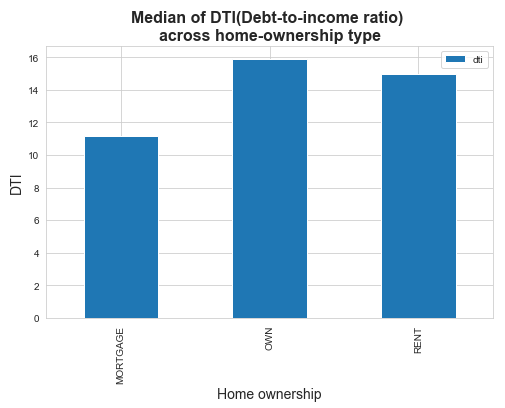 Median of DTI(Debt-to-income ratio)
across home-ownership type
dti
16
14
12
10
8
6
4
2
0
DTI
MORTGAGE
OWN
RENT
Home ownership